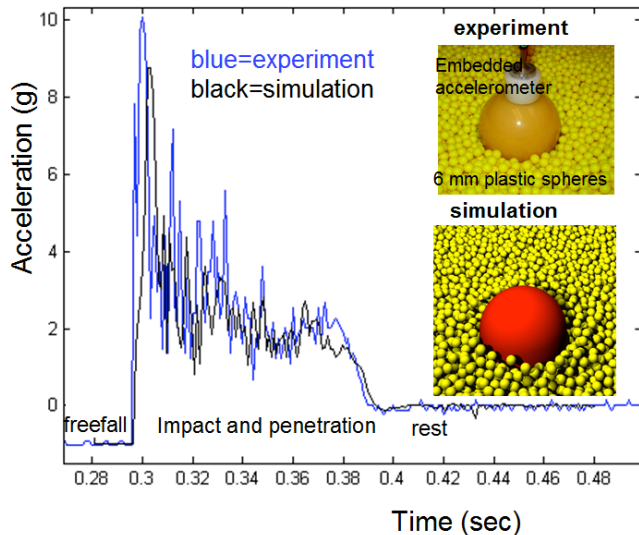 experiment
blue=experiment
black=simulation
Embedded
accelerometer
6 mm plastic spheres
simulation
Acceleration (g)
10
8
6
4
2
0
freefall
Impact and penetration
rest
0.28
0.3
0.32
0.34
0.36
0.38
0.4
0.42
0.44
0.46
0.48
Time (sec)